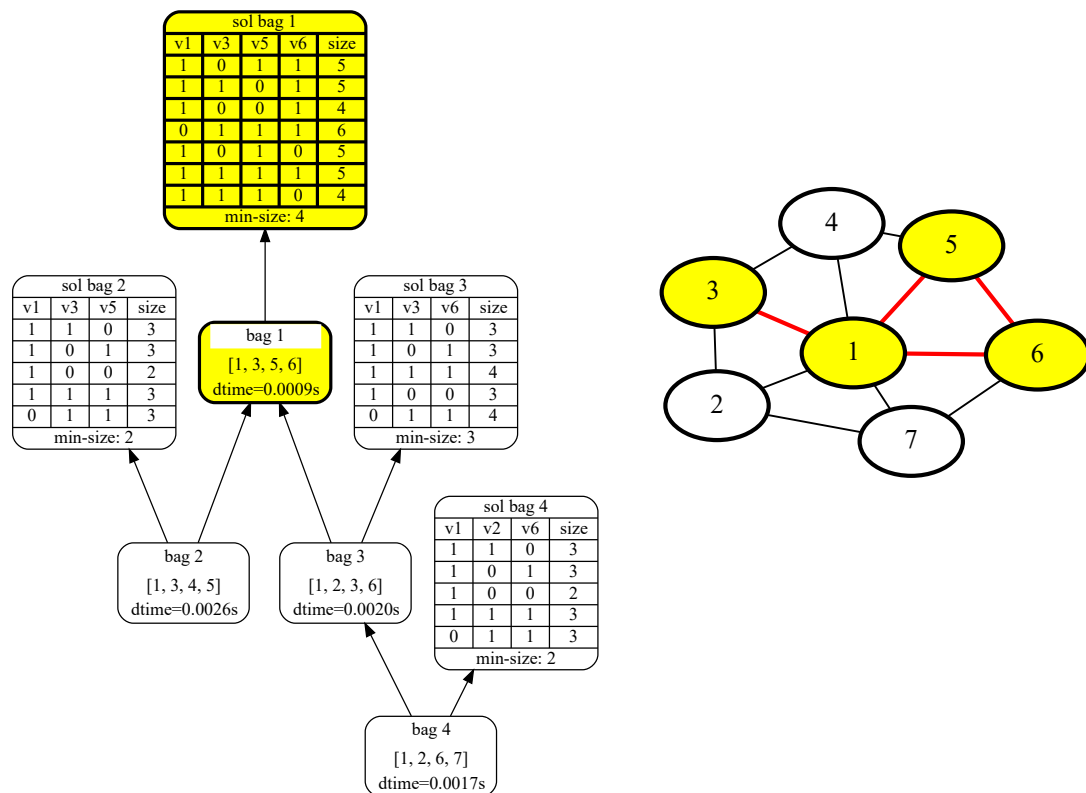 sol bag 1
v1 v3 v5 v6 size
1 0 1 1 5
1 1 0 1 5
1 0 0 1 4
0 1 1 1 6
1 0 1 0 5
1 1 1 1 5
1 1 1 0 4
min-size: 4
sol bag 2
v1 v3 v5 size
1 1 0 3
1 0 1 3
1 0 0 2
1 1 1 3
0 1 1 3
min-size: 2
bag 1
[1, 3, 5, 6]
dtime=0.0009s
sol bag 3
v1 v3 v6 size
1 1 0 3
1 0 1 3
1 1 1 4
1 0 0 3
0 1 1 4
min-size: 3
bag 2
[1, 3, 4, 5]
dtime=0.0026s
bag 3
[1, 2, 3, 6]
dtime=0.0020s
sol bag 4
v1 v2 v6 size
1 1 0 3
1 0 1 3
1 0 0 2
1 1 1 3
0 1 1 3
min-size: 2
bag 4
[1, 2, 6, 7]
dtime=0.0017s
4
5
3
1
6
2
7